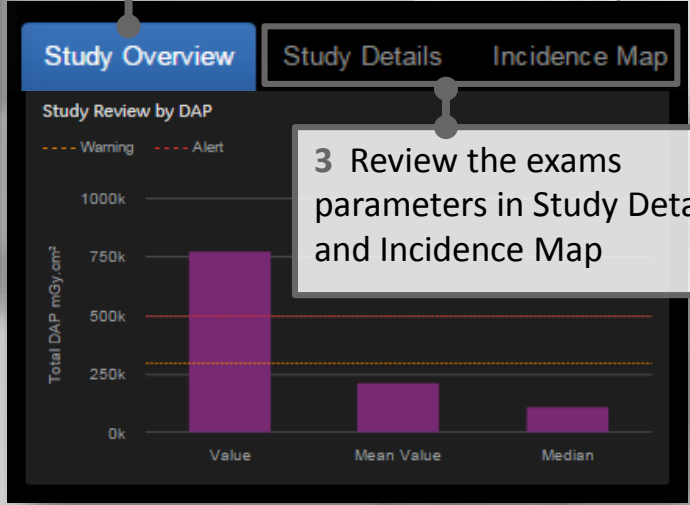 Study Overview Study Details Incidence Map
Study Review by DAP
Warning Alert
3 Review the exams
parameters in Study Deta
and Incidence Map
1000k
750k
500k
250k
0k
Total DAP mGy.cm²
Value Mean Value Median